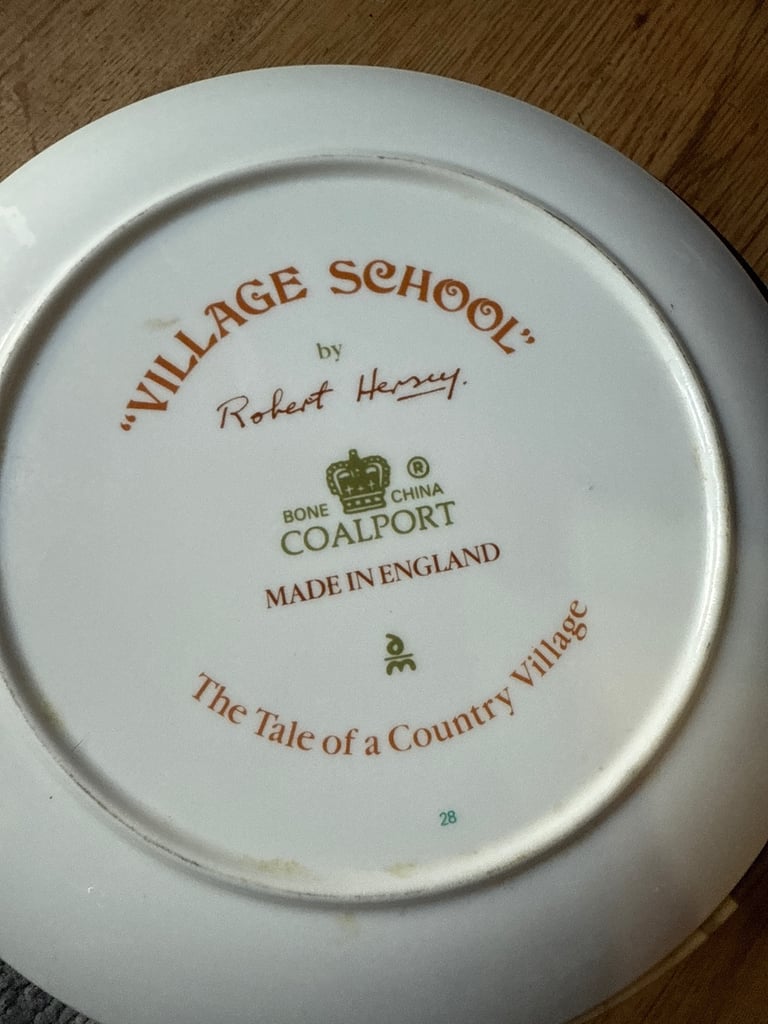 “VILLAGE SCHOOL”
by
Robert Hersey.
®
BONE CHINA
COALPORT
MADE IN ENGLAND
The Tale of a Country Village
28